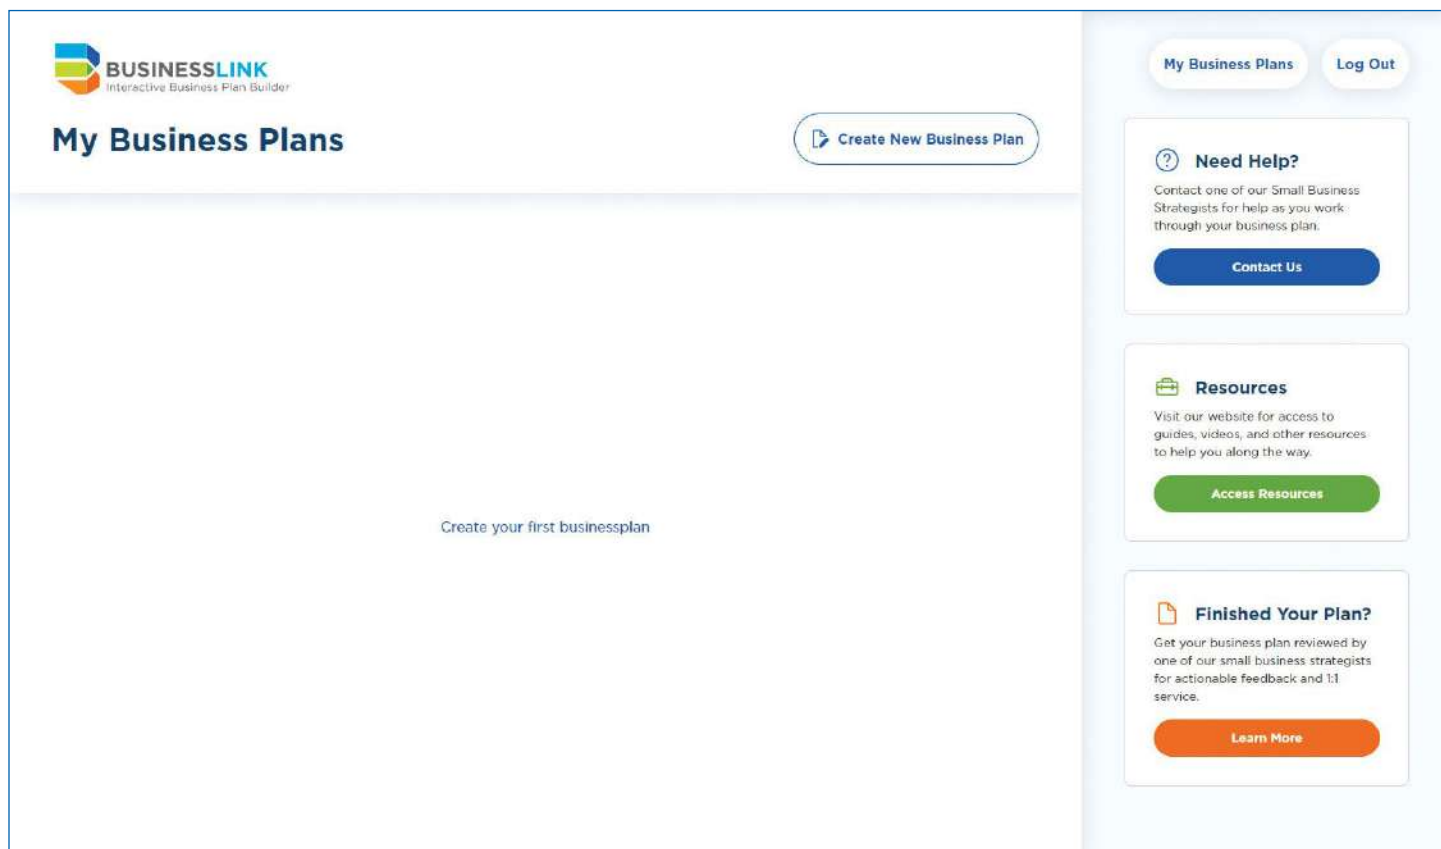 BUSINESSLINK
Interactive Business Plan Builder
My Business Plans
Create New Business Plan
Create your first businessplan
My Business Plans
Log Out
Need Help?
Contact one of our Small Business
Strategists for help as you work
through your business plan.
Contact Us
Resources
Visit our website for access to
guides, videos, and other resources
to help you along the way.
Access Resources
Finished Your Plan?
Get your business plan reviewed by
one of our small business strategists
for actionable feedback and 1:1
service.
Learn More